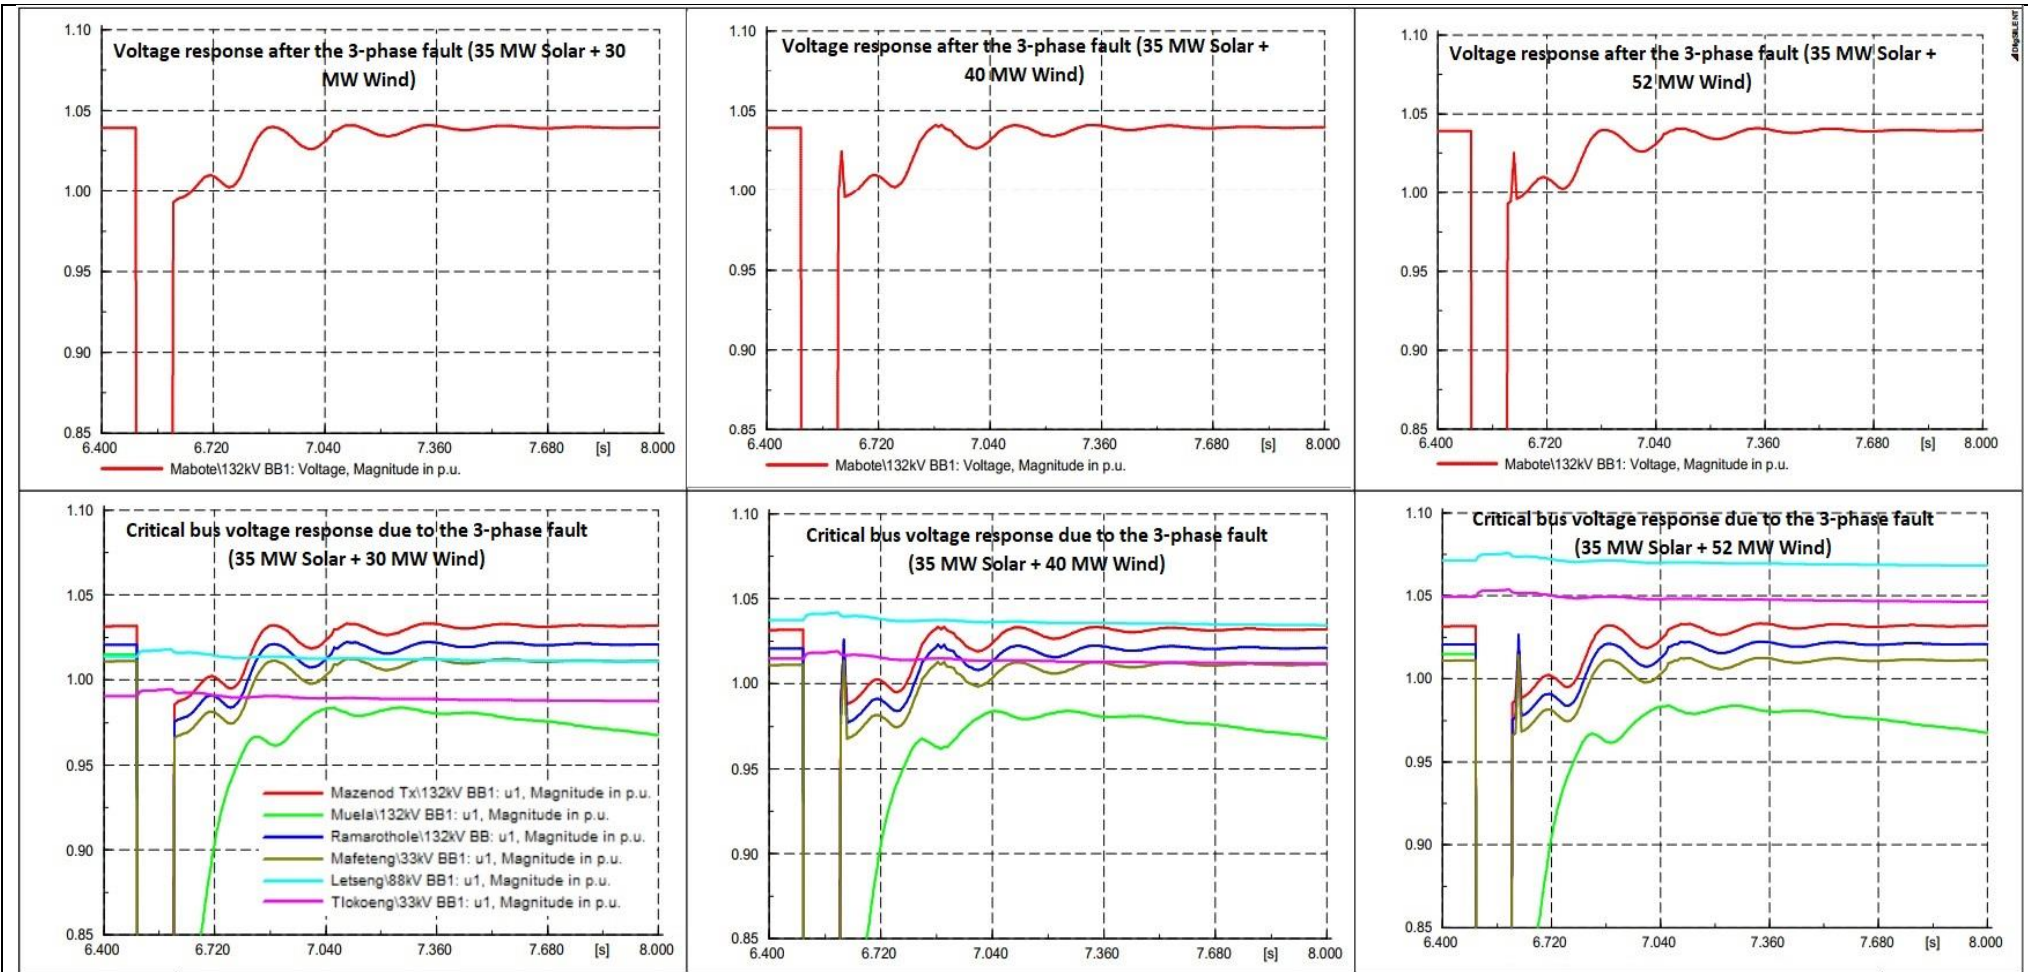 1.10
Voltage response after the 3-phase fault (35 MW Solar + 30
MW Wind)
1.05
1.00
0.95
0.90
0.85
6.400 6.720 7.040 7.360 7.680 [s] 8.000
Mabote\132kV BB1: Voltage, Magnitude in p.u.
1.10
Voltage response after the 3-phase fault (35 MW Solar +
40 MW Wind)
1.05
1.00
0.95
0.90
0.85
6.400 6.720 7.040 7.360 7.680 [s] 8.000
Mabote\132kV BB1: Voltage, Magnitude in p.u.
DIgSILENT
1.10
Voltage response after the 3-phase fault (35 MW Solar +
52 MW Wind)
1.05
1.00
0.95
0.90
0.85
6.400 6.720 7.040 7.360 7.680 [s] 8.000
Mabote\132kV BB1: Voltage, Magnitude in p.u.
1.10
Critical bus voltage response due to the 3-phase fault
(35 MW Solar + 30 MW Wind)
1.05
1.00
0.95
Mazenod Tx\132kV BB1: u1, Magnitude in p.u.
Muela\132kV BB1: u1, Magnitude in p.u.
Ramarothole\132kV BB: u1, Magnitude in p.u.
0.90
Mafeteng\33kV BB1: u1, Magnitude in p.u.
Letseng\88kV BB1: u1, Magnitude in p.u.
Tlokoeng\33kV BB1: u1, Magnitude in p.u.
0.85
6.400 6.720 7.040 7.360 7.680 [s] 8.000
1.10
Critical bus voltage response due to the 3-phase fault
(35 MW Solar + 40 MW Wind)
1.05
1.00
0.95
0.90
0.85
6.400 6.720 7.040 7.360 7.680 [s] 8.000
1.10
Critical bus voltage response due to the 3-phase fault
(35 MW Solar + 52 MW Wind)
1.05
1.00
0.95
0.90
0.85
6.400 6.720 7.040 7.360 7.680 [s] 8.000